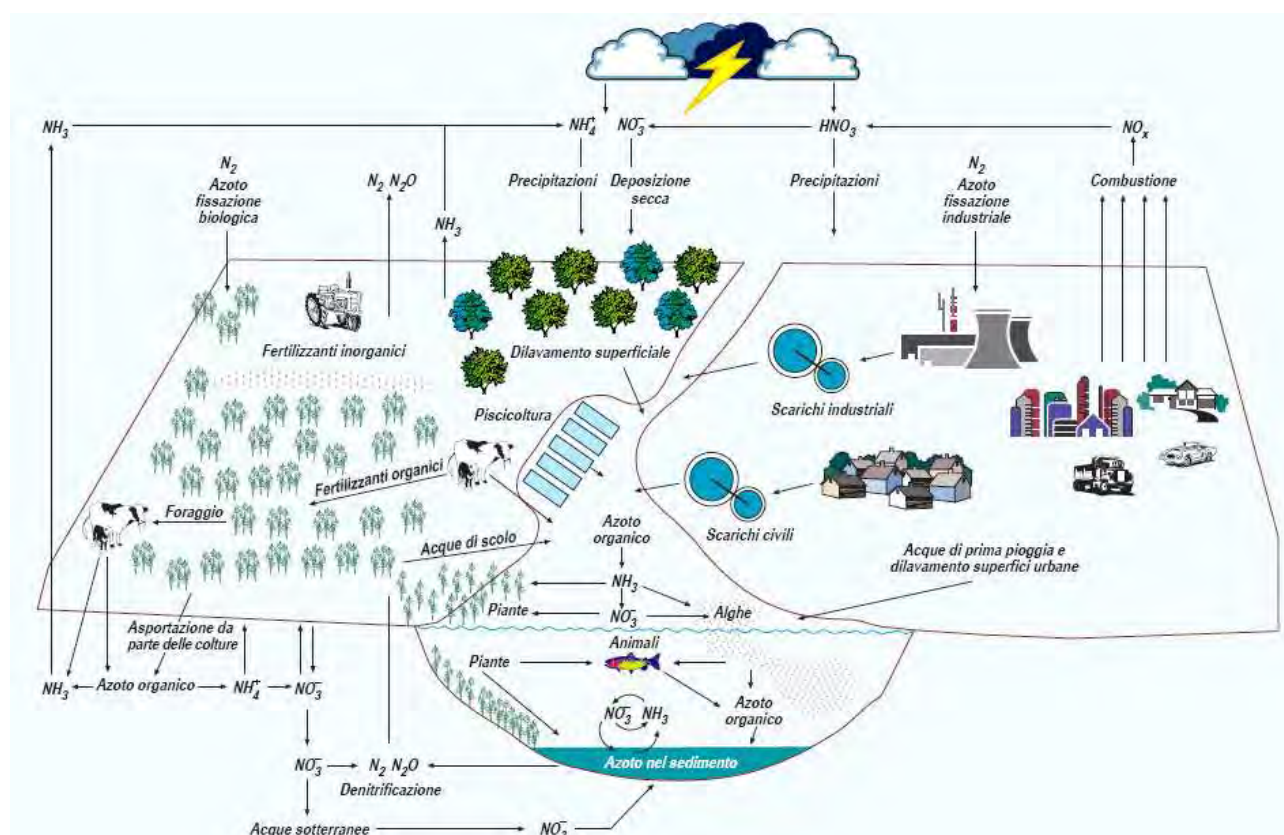 NH₃
NH₄⁺
NO₃⁻
HNO₃
NOₓ
N₂
Azoto
fissazione
biologica
N₂ N₂O
NH₃
Precipitazioni
Deposizione
secca
Precipitazioni
N₂
Azoto
fissazione
industriale
Combustione
Fertilizzanti inorganici
Dilavamento superficiale
Piscicoltura
Scarichi industriali
Fertilizzanti organici
Foraggio
Acque di scolo
Azoto
organico
Scarichi civili
Acque di prima pioggia e
dilavamento superfici urbane
NH₃
Piante
NO₃⁻
Alghe
Asportazione da
parte delle colture
Animali
Piante
NH₃
Azoto organico
NH₄⁺
NO₃⁻
NO₃⁻
NH₃
Azoto
organico
Azoto nel sedimento
NO₃⁻
N₂ N₂O
Denitrificazione
Acque sotterranee